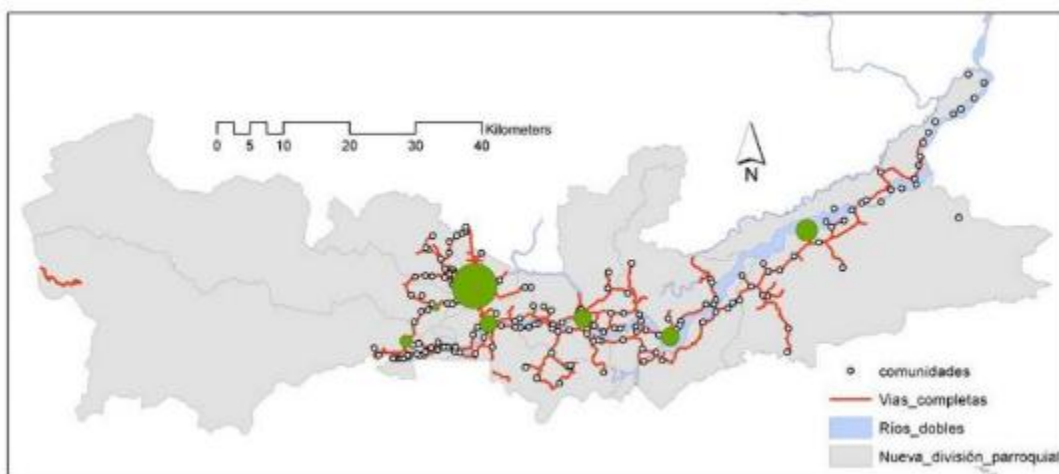 Kilometers
0 5 10 20 30 40
N
comunidades
Vias_completas
Ríos_dobles
Nueva_división_parroquial